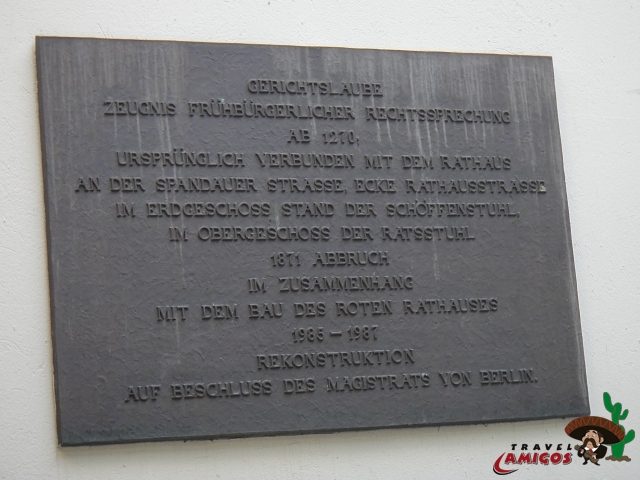 GERICHTSLAUBE
ZEUGNIS FRÜHBÜRGERLICHER RECHTSSPRECHUNG
AB 1270.
URSPRÜNGLICH VERBUNDEN MIT DEM RATHAUS
AN DER SPANDAUER STRASSE, ECKE RATHAUSSTRASSE
IM ERDGESCHOSS STAND DER SCHÖFFENSTUHL,
IM OBERGESCHOSS DER RATSSTUHL
1871 ABBRUCH
IM ZUSAMMENHANG
MIT DEM BAU DES ROTEN RATHAUSES
1985 – 1987
REKONSTRUKTION
AUF BESCHLUSS DES MAGISTRATS VON BERLIN.
TRAVEL
AMIGOS